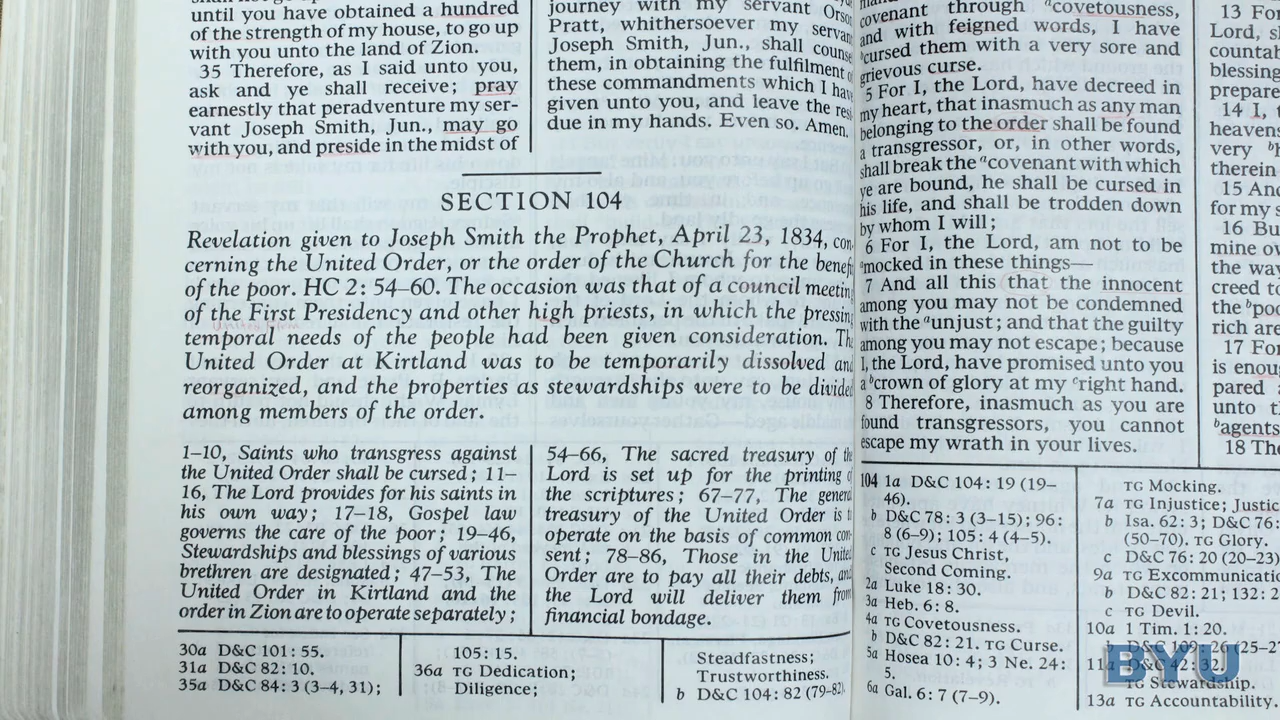 until you have obtained a hundred
of the strength of my house, to go up
with you unto the land of Zion.
35 Therefore, as I said unto you,
ask and ye shall receive; pray
earnestly that peradventure my ser-
vant Joseph Smith, Jun., may go
with you, and preside in the midst of
journey with my servant Orson
Pratt, whithersoever my servant
Joseph Smith, Jun., shall counsel
them, in obtaining the fulfilment of
these commandments which I have
given unto you, and leave the
due in my hands. Even so. Amen.
SECTION 104
Revelation given to Joseph Smith the Prophet, April 23, 1834, con-
cerning the United Order, or the order of the Church for the benefit
of the poor. HC 2: 54–60. The occasion was that of a council meeting
of the First Presidency and other high priests, in which the pressing
temporal needs of the people had been given consideration. The
United Order at Kirtland was to be temporarily dissolved and
reorganized, and the properties as stewardships were to be divided
among members of the order.
1–10, Saints who transgress against
the United Order shall be cursed; 11–
16, The Lord provides for his saints in
his own way; 17–18, Gospel law
governs the care of the poor; 19–46,
Stewardships and blessings of various
brethren are designated; 47–53, The
United Order in Kirtland and the
order in Zion are to operate separately;
54–66, The sacred treasury of the
Lord is set up for the printing of
the scriptures; 67–77, The general
treasury of the United Order is to
operate on the basis of common con-
sent; 78–86, Those in the United
Order are to pay all their debts, and
the Lord will deliver them from
financial bondage.
30a D&C 101: 55.
31a D&C 82: 10.
35a D&C 84: 3 (3–4, 31);
105: 15.
36a TG Dedication;
Diligence;
Steadfastness;
Trustworthiness.
b D&C 104: 82 (79–82).
covenant through a covetousness,
and with feigned words, I have
b cursed them with a very sore and
grievous curse.
5 For I, the Lord, have decreed in
my heart, that inasmuch as any man
belonging to the order shall be found
a transgressor, or, in other words,
shall break the a covenant with which
ye are bound, he shall be cursed in
his life, and shall be trodden down
by whom I will;
6 For I, the Lord, am not to be
a mocked in these things—
7 And all this that the innocent
among you may not be condemned
with the a unjust; and that the guilty
among you may not escape; because
I, the Lord, have promised unto you
a b crown of glory at my c right hand.
8 Therefore, inasmuch as you are
found transgressors, you cannot
escape my wrath in your lives.
104 1a D&C 104: 19 (19–
46).
b D&C 78: 3 (3–15); 96:
8 (6–9); 105: 4 (4–5).
c TG Jesus Christ,
Second Coming.
2a Luke 18: 30.
3a Heb. 6: 8.
4a TG Covetousness.
b D&C 82: 21. TG Curse.
5a Hosea 10: 4; 3 Ne. 24:
5.
6a Gal. 6: 7 (7–9).
TG Mocking.
7a TG Injustice;
b Isa. 62: 3; D&C 76:
(50–70). TG Glory.
c D&C 76: 20 (20–23)
9a TG
b D&C 82: 21; 132:
c TG Devil.
10a 1 Tim. 1: 20.
11a D&C 42: 32.
TG Stewardship.
13a TG Accountability.
13 For
Lord,
blessing
prepare
14 I,
very
therein
15 And
for my
16 But
mine
the way
creed to
the b
rich are
17 For
is enough
pared
unto
b agents
18 The
BYU